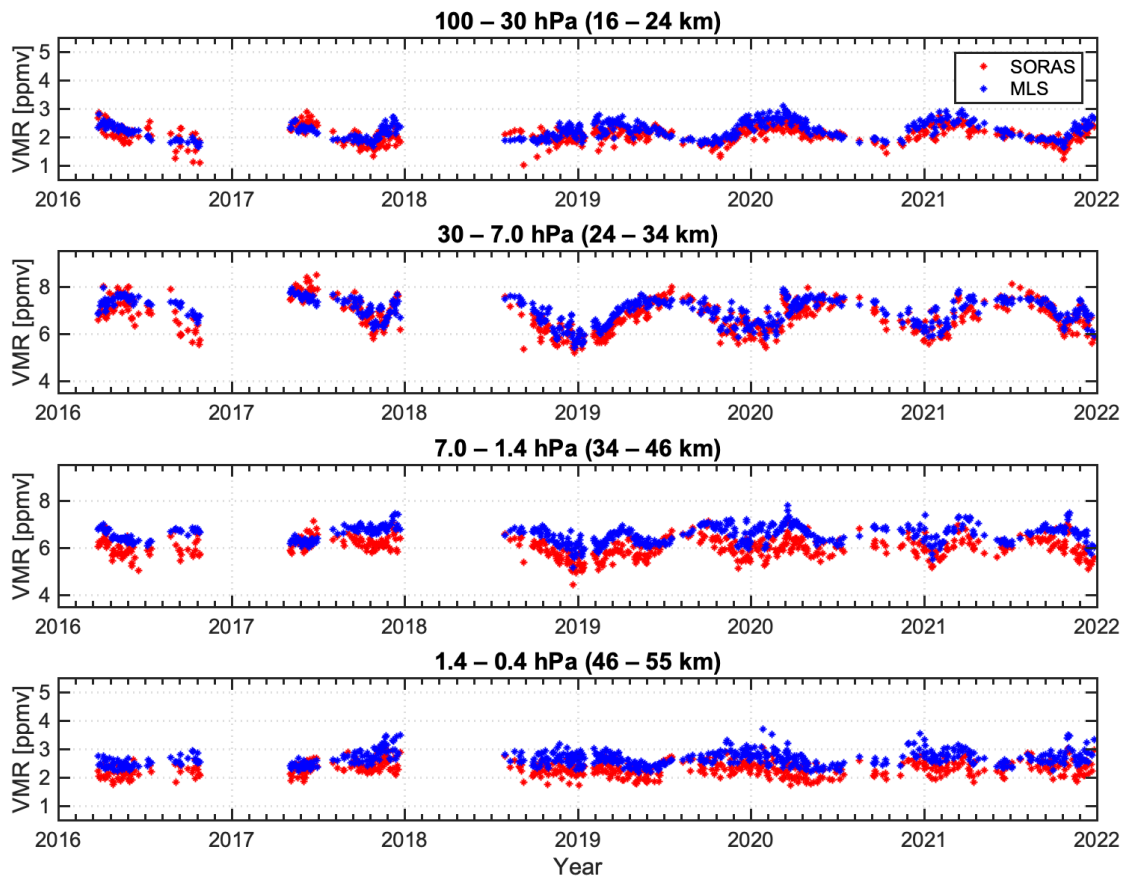 100 – 30 hPa (16 – 24 km)
VMR [ppmv]
5
4
3
2
1
SORAS
MLS
2016 2017 2018 2019 2020 2021 2022
30 – 7.0 hPa (24 – 34 km)
VMR [ppmv]
8
6
4
2016 2017 2018 2019 2020 2021 2022
7.0 – 1.4 hPa (34 – 46 km)
VMR [ppmv]
8
6
4
2016 2017 2018 2019 2020 2021 2022
1.4 – 0.4 hPa (46 – 55 km)
VMR [ppmv]
5
4
3
2
1
2016 2017 2018 2019 2020 2021 2022
Year